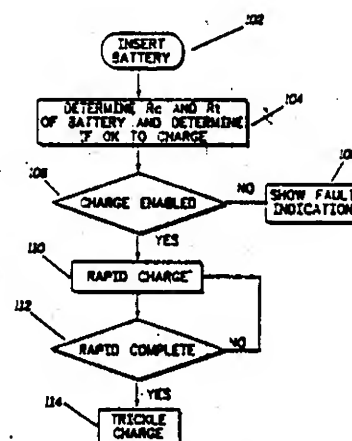 102
INSERT
BATTERY
DETERMINE Rc AND Rt
OF BATTERY AND DETERMINE
IF OK TO CHARGE
104
106
CHARGE ENABLED
NO
SHOW FAULT
INDICATION
YES
110
RAPID CHARGE
112
RAPID COMPLETE
NO
YES
114
TRICKLE
CHARGE